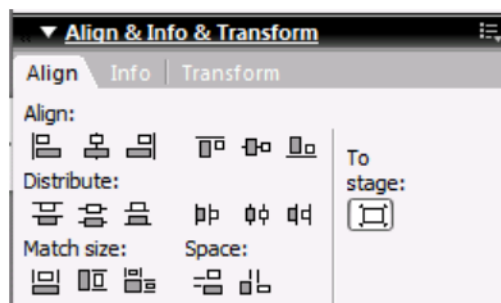 Align & Info & Transform
Align Info Transform
Align:
To
stage:
Distribute:
Match size: Space: